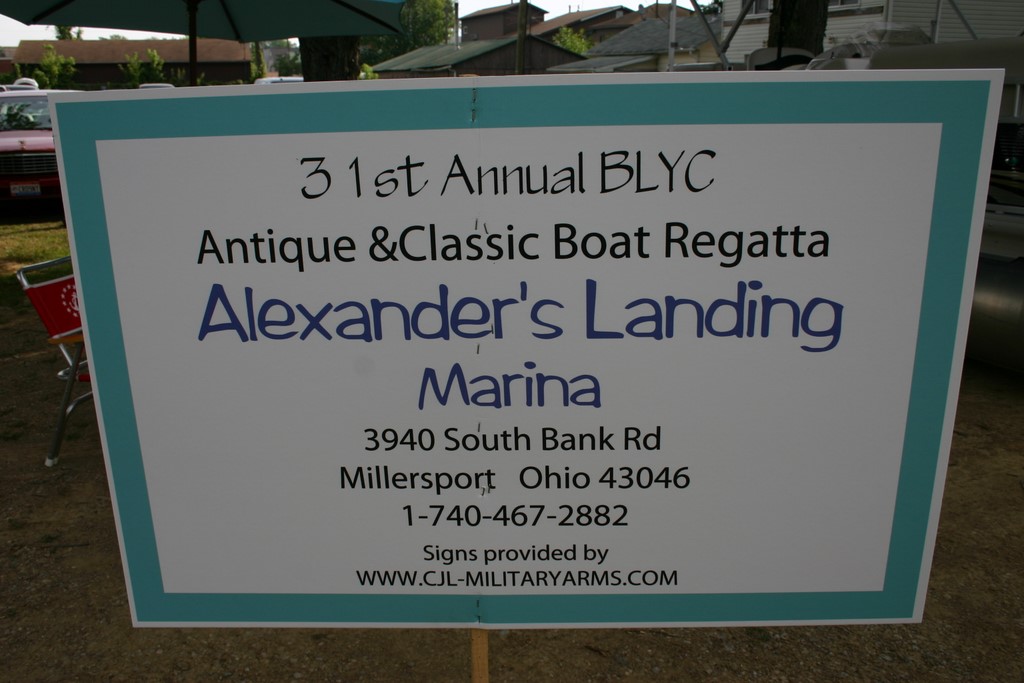 31st Annual BLYC
Antique &Classic Boat Regatta
Alexander's Landing
Marina
3940 South Bank Rd
Millersport Ohio 43046
1-740-467-2882
Signs provided by
WWW.CJL-MILITARYARMS.COM